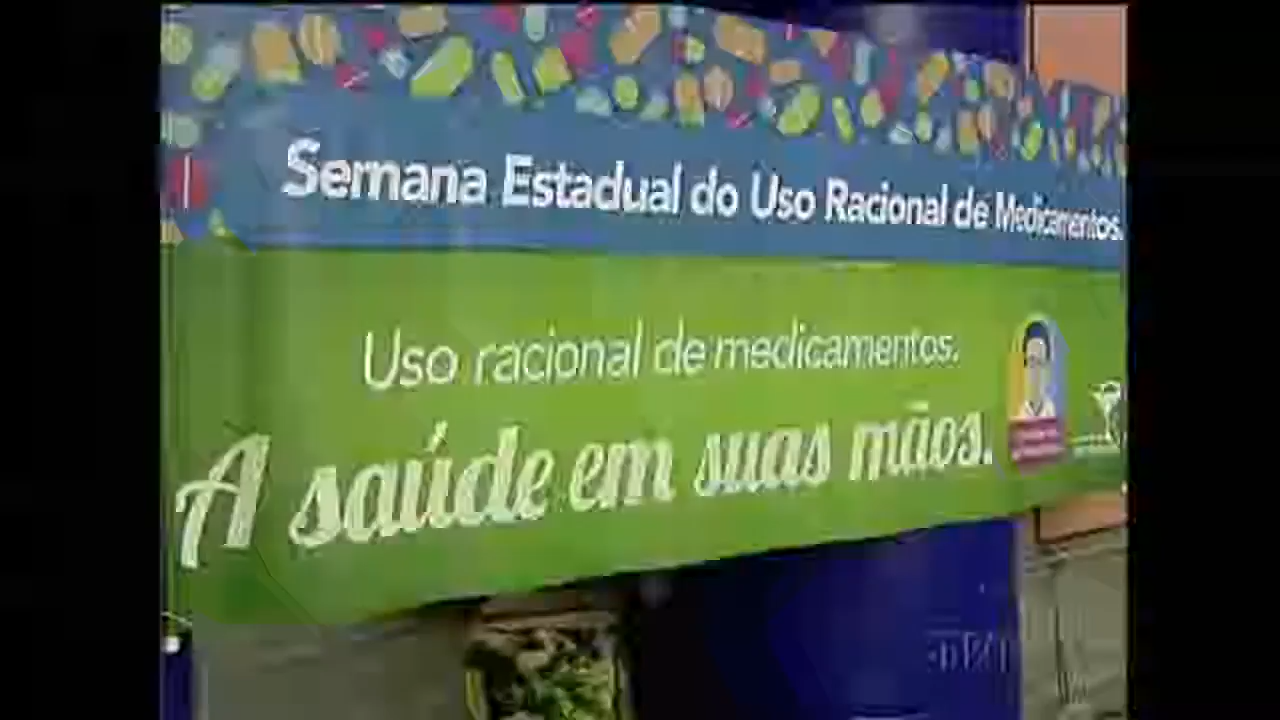 Semana Estadual do Uso Racional de Medicamentos.
Uso racional de medicamentos.
A saúde em suas mãos.